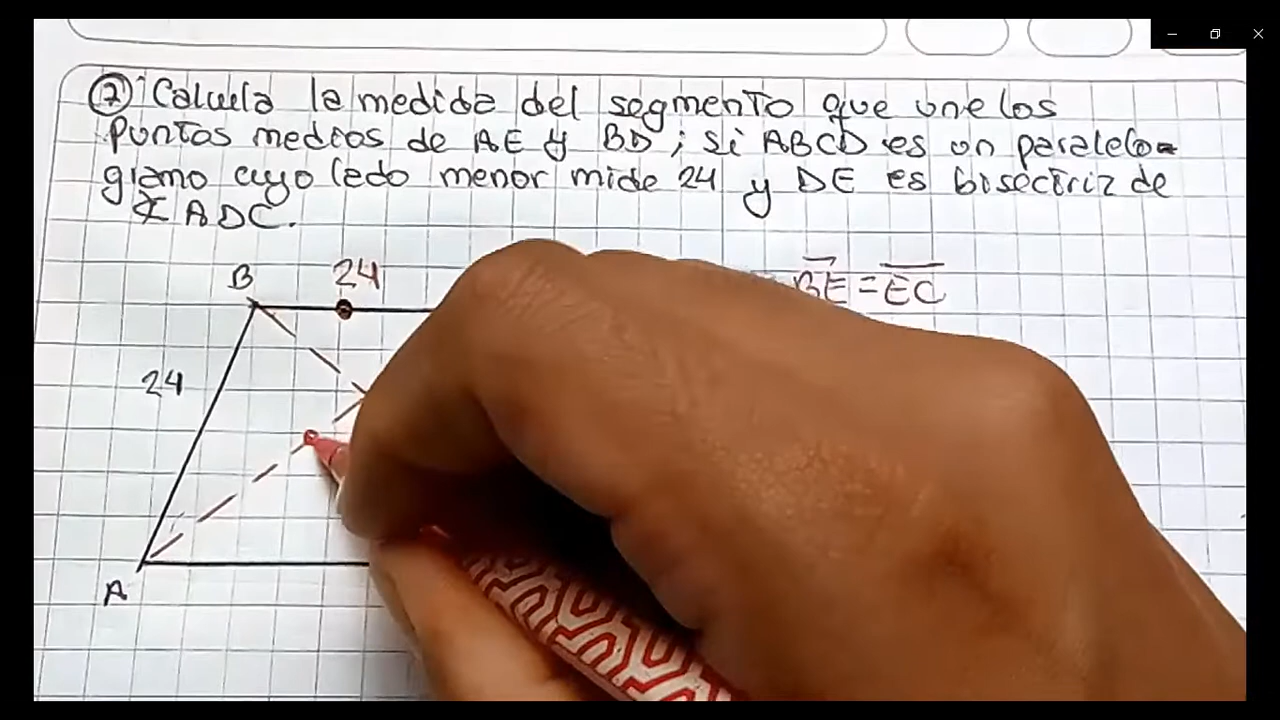 ② Calcula la medida del segmento que une los
puntos medios de AE y BD ; si ABCD es un paralelo-
gramo cuyo lado menor mide 24 y DE es bisectriz de
∡ ADC.
B 24
BE = EC
24
A